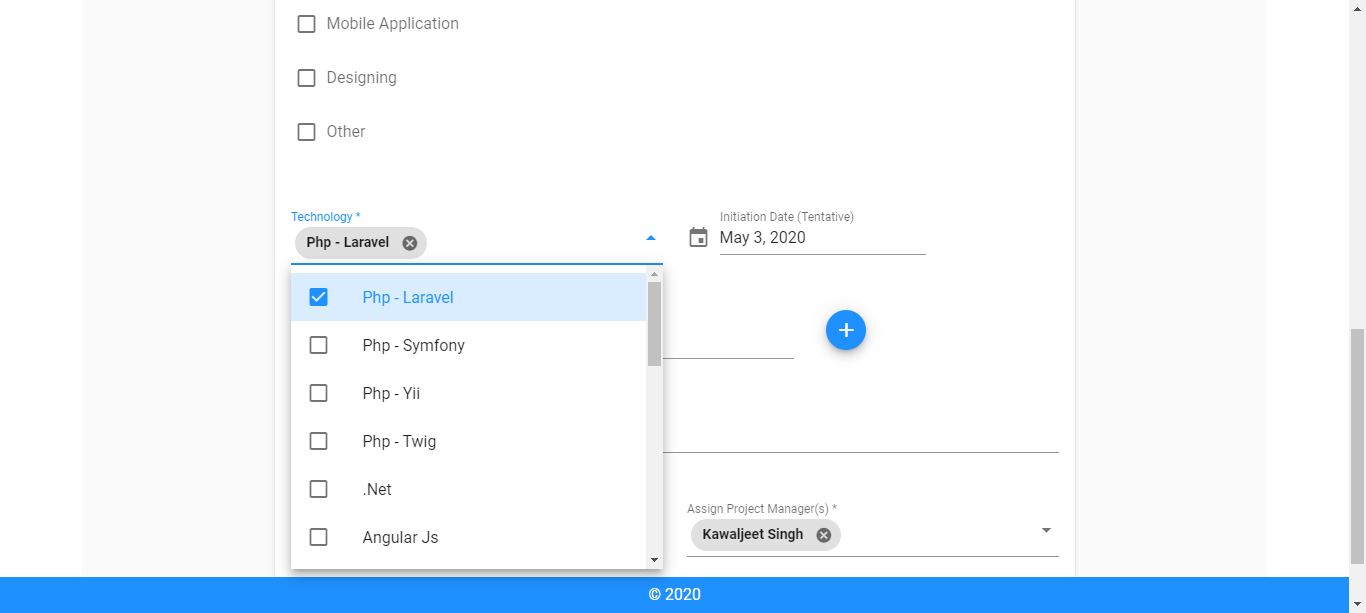 Mobile Application
Designing
Other
Technology *
Php - Laravel
Initiation Date (Tentative)
May 3, 2020
Php - Laravel
Php - Symfony
Php - Yii
Php - Twig
.Net
Angular Js
Assign Project Manager(s) *
Kawaljeet Singh
© 2020